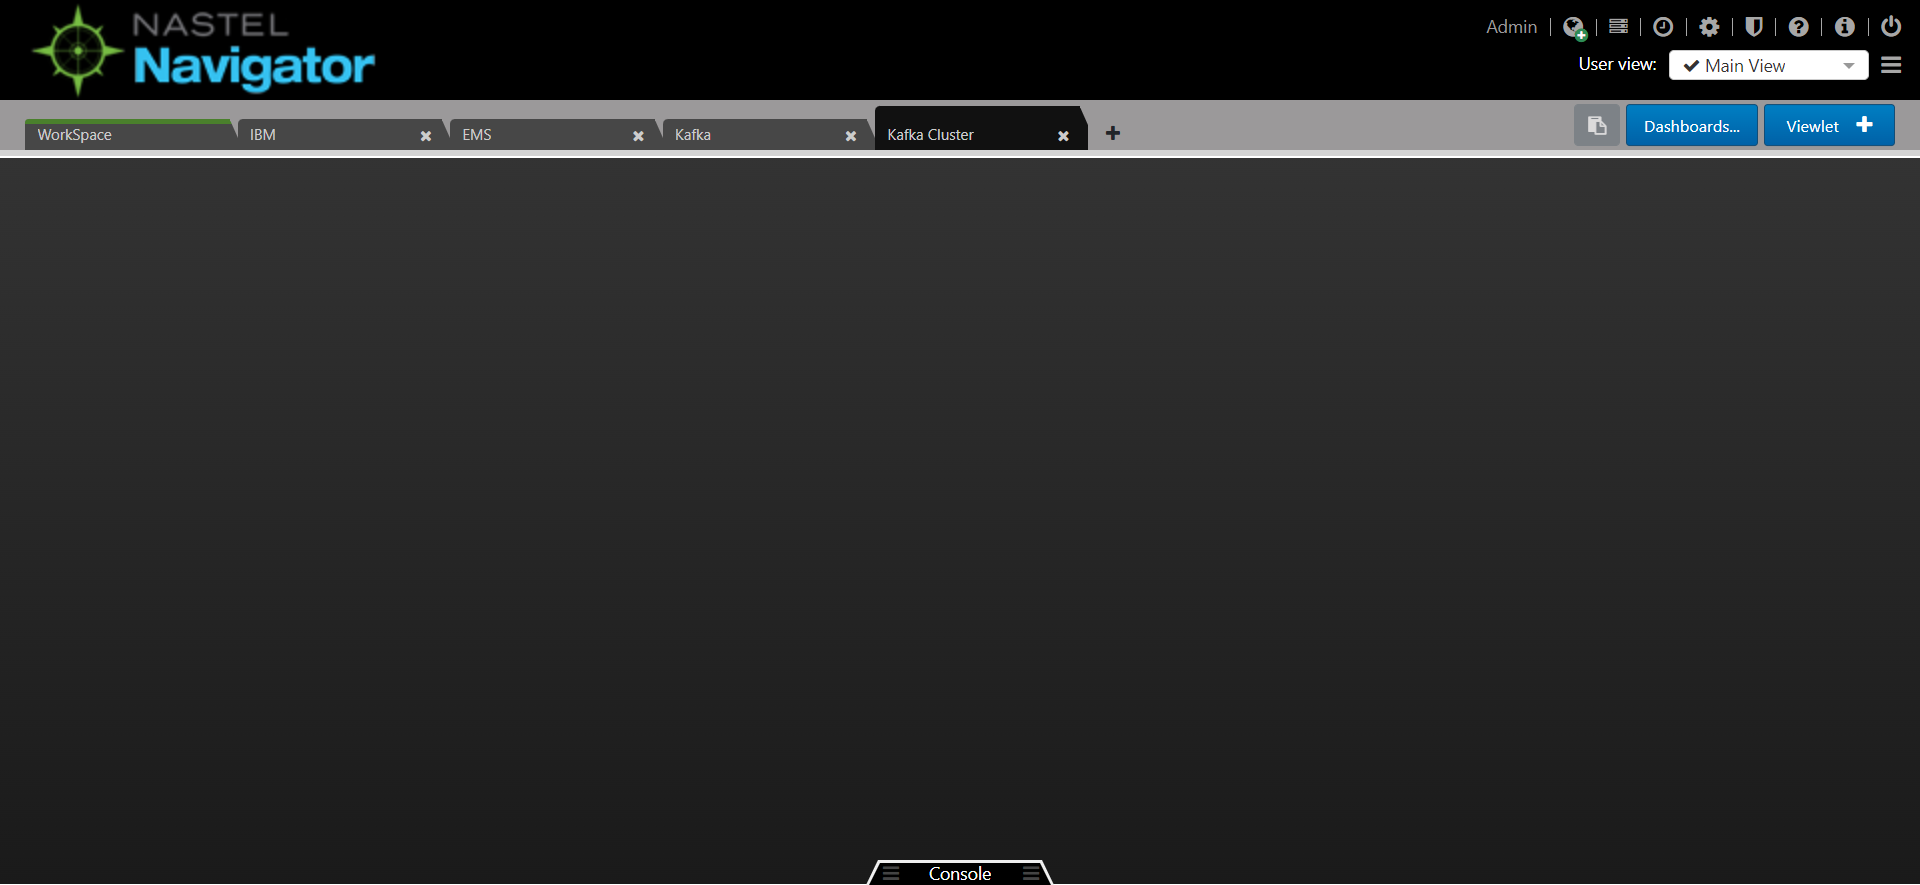 NASTEL
Navigator
Admin
User view: Main View
WorkSpace IBM EMS Kafka Kafka Cluster
Dashboards... Viewlet
Console